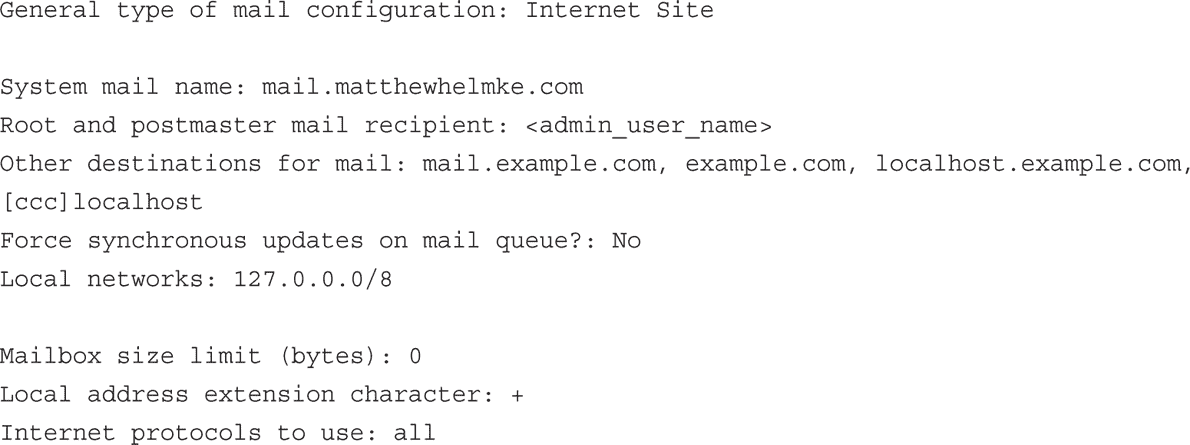 General type of mail configuration: Internet Site
System mail name: mail.matthewhelmke.com
Root and postmaster mail recipient: <admin_user_name>
Other destinations for mail: mail.example.com, example.com, localhost.example.com,
[ccc]localhost
Force synchronous updates on mail queue?: No
Local networks: 127.0.0.0/8
Mailbox size limit (bytes): 0
Local address extension character: +
Internet protocols to use: all